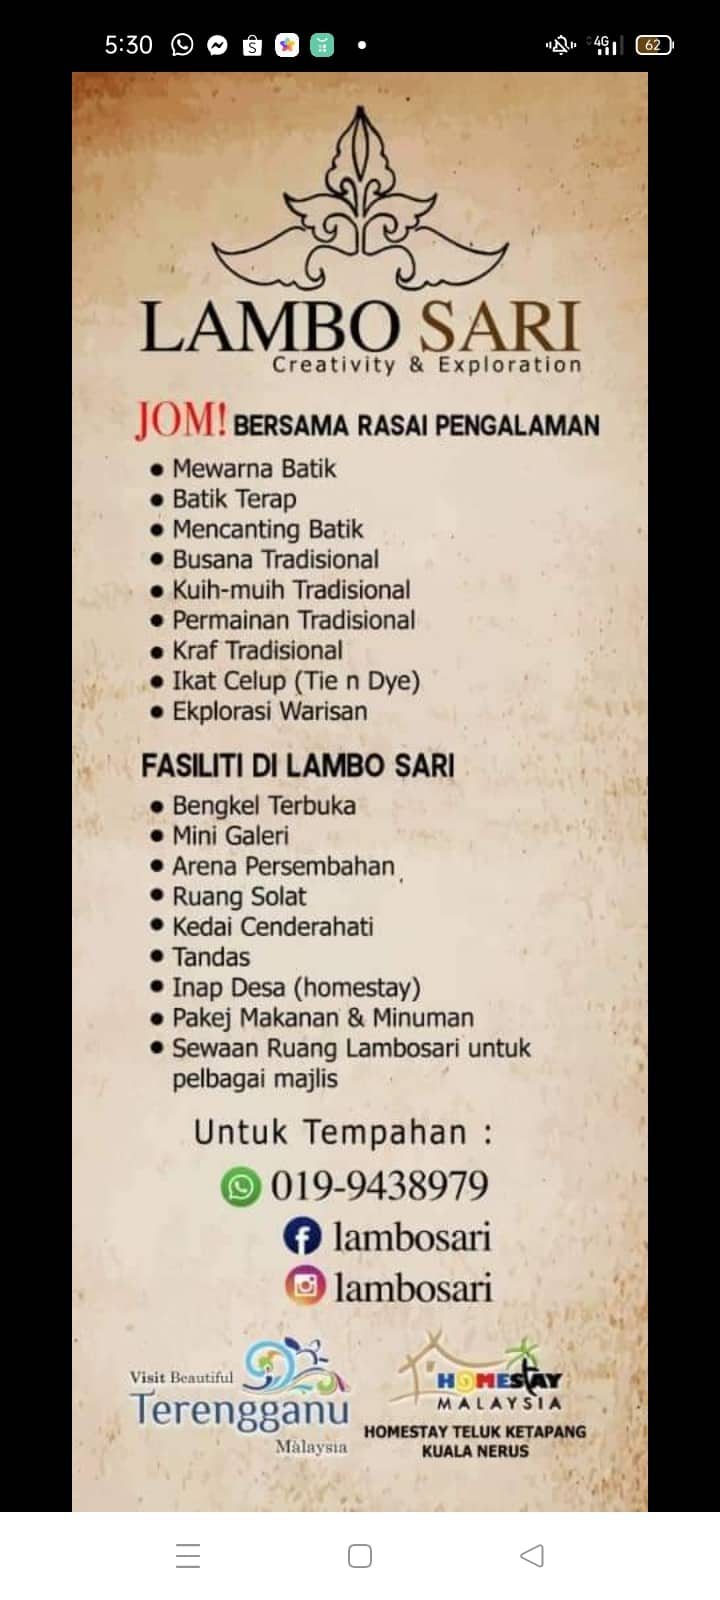 5:30
4G
62
LAMBO SARI
Creativity & Exploration
JOM! BERSAMA RASAI PENGALAMAN
● Mewarna Batik
● Batik Terap
● Mencanting Batik
● Busana Tradisional
● Kuih-muih Tradisional
● Permainan Tradisional
● Kraf Tradisional
● Ikat Celup (Tie n Dye)
● Ekplorasi Warisan
FASILITI DI LAMBO SARI
● Bengkel Terbuka
● Mini Galeri
● Arena Persembahan
● Ruang Solat
● Kedai Cenderahati
● Tandas
● Inap Desa (homestay)
● Pakej Makanan & Minuman
● Sewaan Ruang Lambosari untuk
pelbagai majlis
Untuk Tempahan :
019-9438979
lambosari
lambosari
Visit Beautiful
Terengganu
Malaysia
HOMESTAY
MALAYSIA
HOMESTAY TELUK KETAPANG
KUALA NERUS